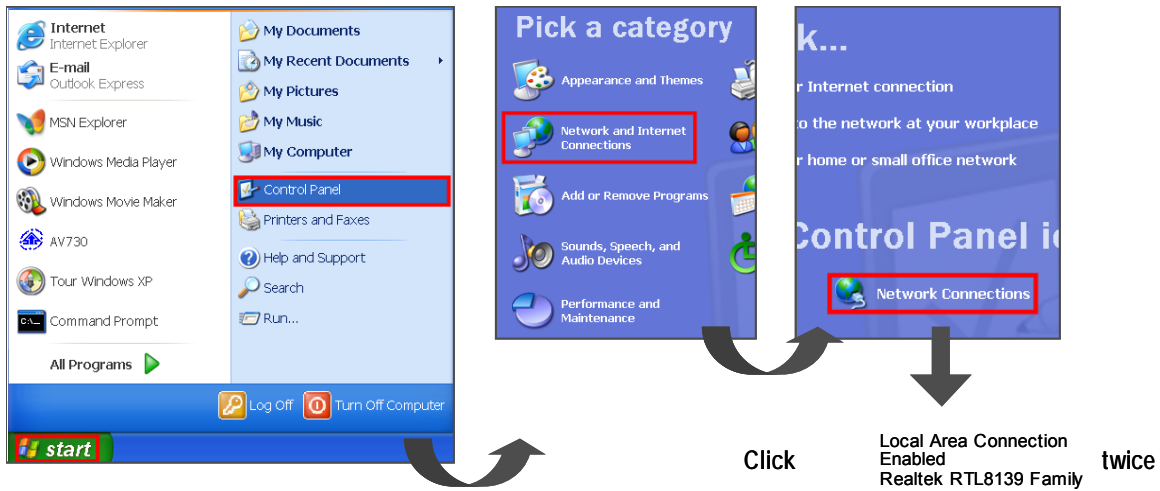 Internet
Internet Explorer
E-mail
Outlook Express
MSN Explorer
Windows Media Player
Windows Movie Maker
AV730
Tour Windows XP
C:\_ Command Prompt
All Programs
My Documents
My Recent Documents
My Pictures
My Music
My Computer
Control Panel
Printers and Faxes
Help and Support
Search
Run...
Log Off
Turn Off Computer
start
Pick a category
Appearance and Themes
Network and Internet
Connections
Add or Remove Programs
Sounds, Speech, and
Audio Devices
Performance and
Maintenance
k...
r Internet connection
o the network at your workplace
r home or small office network
Control Panel ic
Network Connections
Click
Local Area Connection
Enabled
Realtek RTL8139 Family
twice